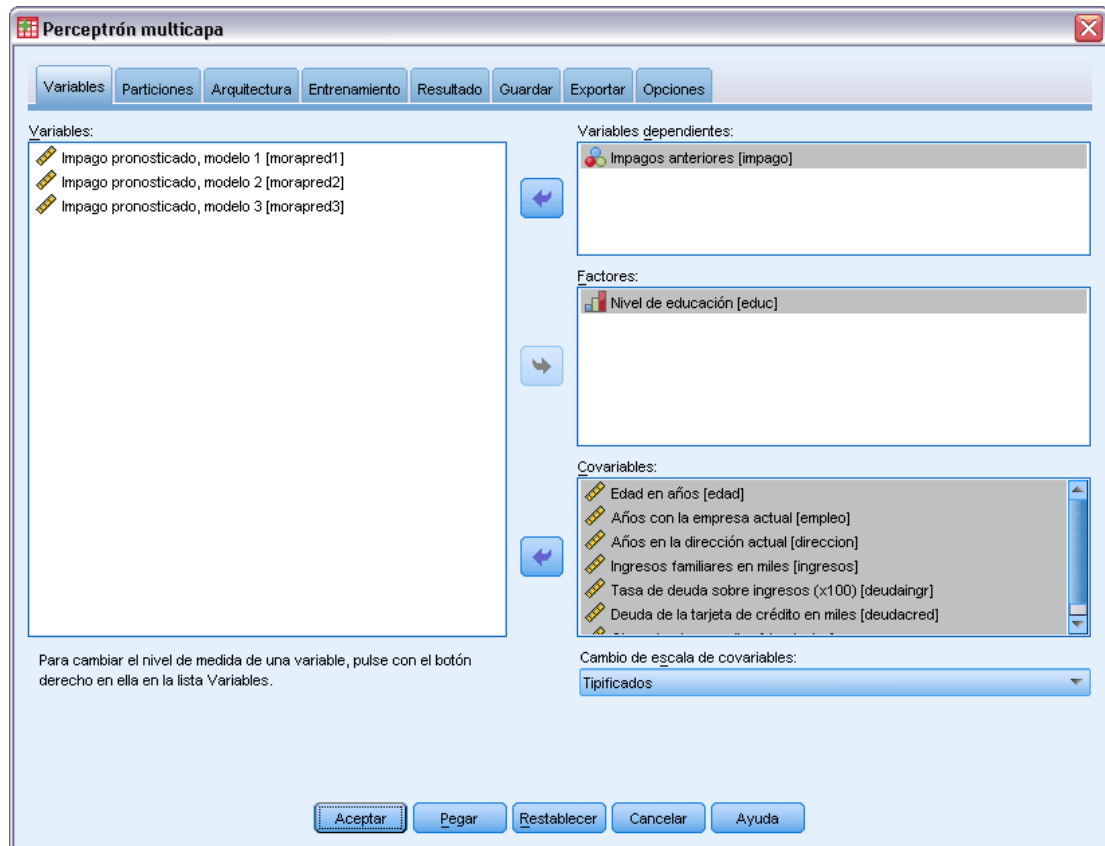 Perceptrón multicapa
Variables Particiones Arquitectura Entrenamiento Resultado Guardar Exportar Opciones
Variables:
Impago pronosticado, modelo 1 [morapred1]
Impago pronosticado, modelo 2 [morapred2]
Impago pronosticado, modelo 3 [morapred3]
Para cambiar el nivel de medida de una variable, pulse con el botón
derecho en ella en la lista Variables.
Variables dependientes:
Impagos anteriores [impago]
Factores:
Nivel de educación [educ]
Covariables:
Edad en años [edad]
Años con la empresa actual [empleo]
Años en la dirección actual [direccion]
Ingresos familiares en miles [ingresos]
Tasa de deuda sobre ingresos (x100) [deudaingr]
Deuda de la tarjeta de crédito en miles [deudacred]
Cambio de escala de covariables:
Tipificados
Aceptar Pegar Restablecer Cancelar Ayuda